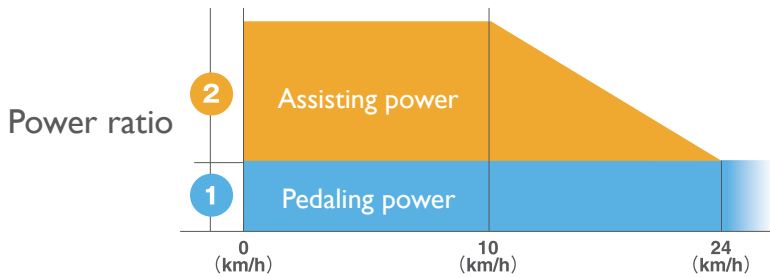 2
Assisting power
Power ratio
1
Pedaling power
0
(km/h)
10
(km/h)
24
(km/h)